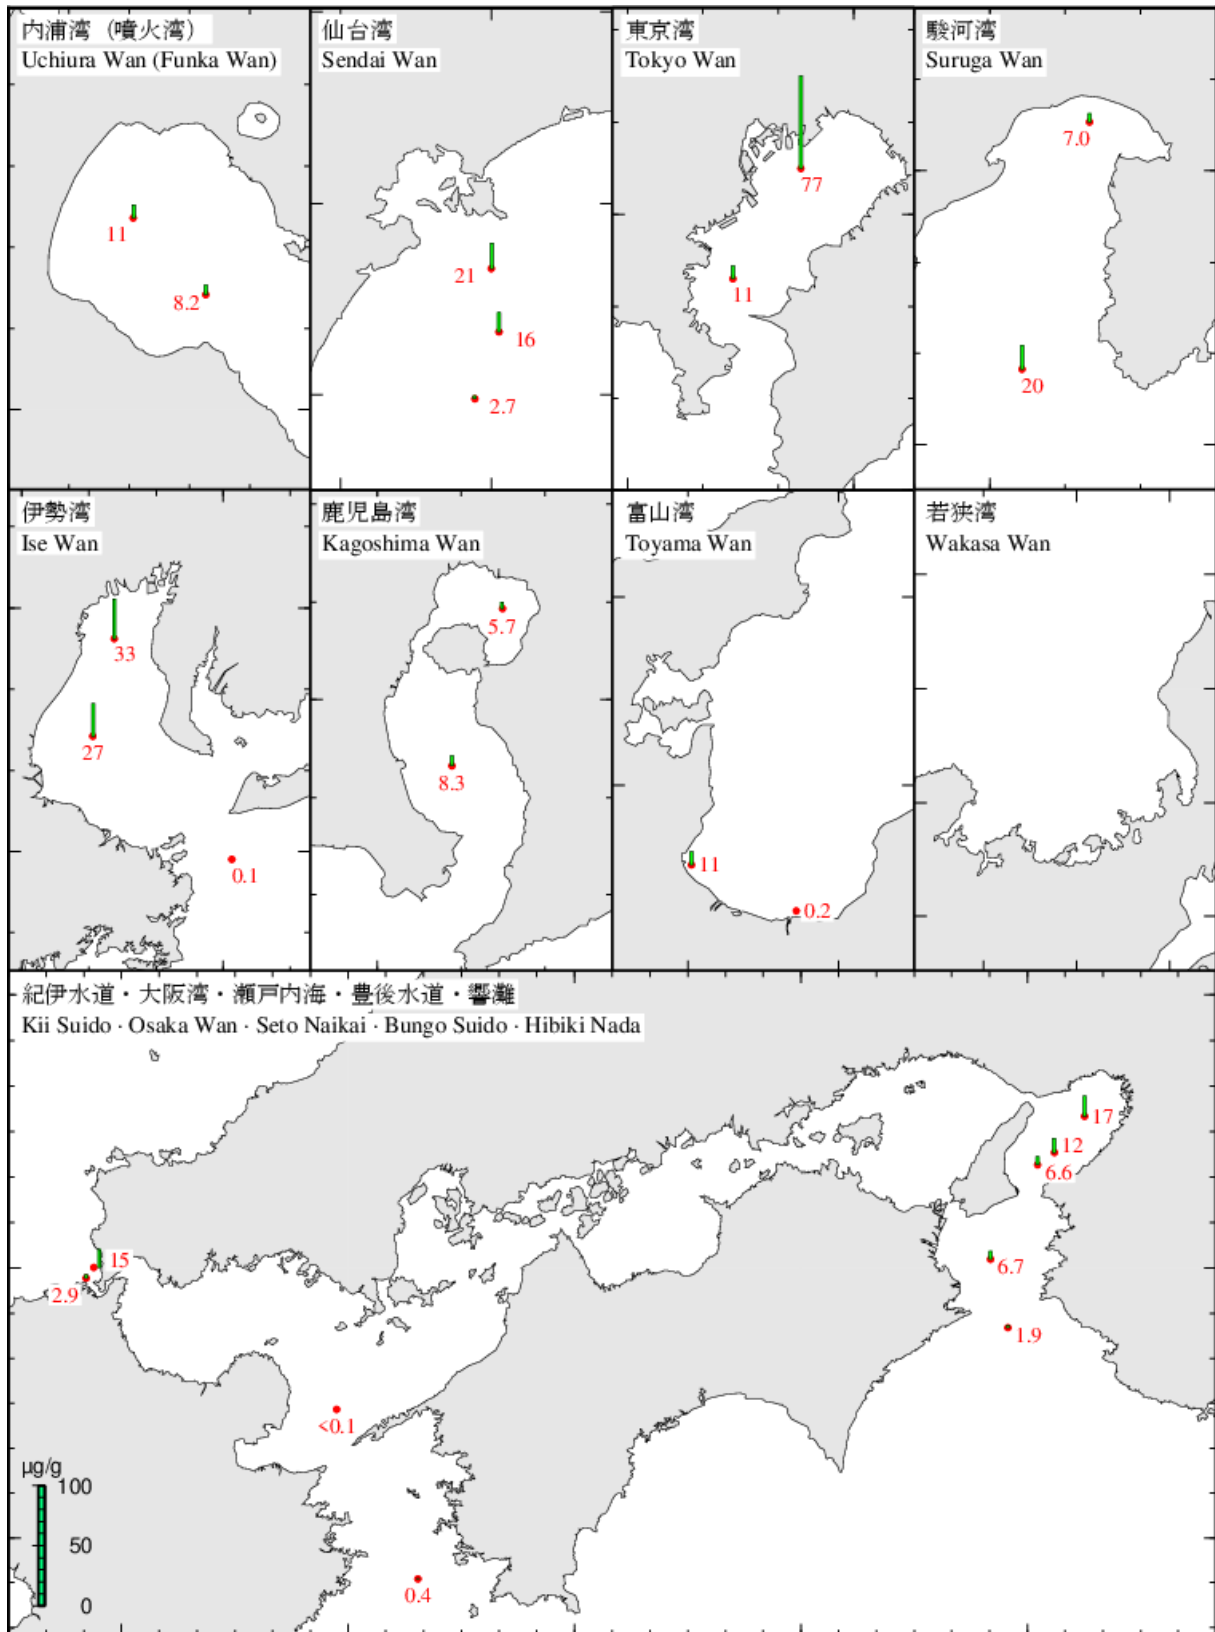 内浦湾（噴火湾）
Uchiura Wan (Funka Wan)
11
8.2
仙台湾
Sendai Wan
21
16
2.7
東京湾
Tokyo Wan
77
11
駿河湾
Suruga Wan
7.0
20
伊勢湾
Ise Wan
33
27
0.1
鹿児島湾
Kagoshima Wan
5.7
8.3
富山湾
Toyama Wan
11
0.2
若狭湾
Wakasa Wan
紀伊水道・大阪湾・瀬戸内海・豊後水道・響灘
Kii Suido · Osaka Wan · Seto Naikai · Bungo Suido · Hibiki Nada
17
12
6.6
15
2.9
6.7
1.9
<0.1
0.4
μg/g
100
50
0